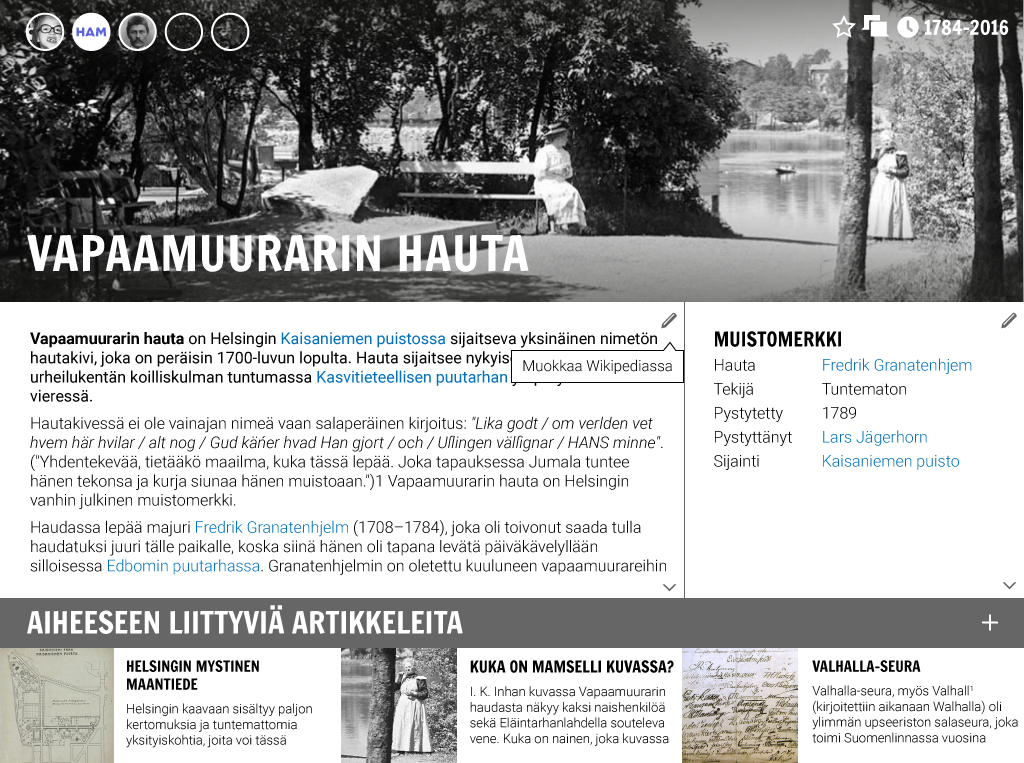 HAM
1784-2016
VAPAAMUURARIN HAUTA
Vapaamuurarin hauta on Helsingin Kaisaniemen puistossa sijaitseva yksinäinen nimetön
hautakivi, joka on peräisin 1700-luvun lopulta. Hauta sijaitsee nykyis
urheilukentän koilliskulman tuntumassa Kasvitieteellisen puutarhan
vieressä.
Muokkaa Wikipediassa
Hautakivessä ei ole vainajan nimeä vaan salaperäinen kirjoitus: "Lika godt / om verlden vet
hvem här hvilar / alt nog / Gud käńer hvad Han gjort / och / Uſlingen välſignar / HANS minne".
("Yhdentekevää, tietääkö maailma, kuka tässä lepää. Joka tapauksessa Jumala tuntee
hänen tekonsa ja kurja siunaa hänen muistoaan.")1 Vapaamuurarin hauta on Helsingin
vanhin julkinen muistomerkki.
Haudassa lepää majuri Fredrik Granatenhjelm (1708–1784), joka oli toivonut saada tulla
haudatuksi juuri tälle paikalle, koska siinä hänen oli tapana levätä päiväkävelyllään
silloisessa Edbomin puutarhassa. Granatenhjelmin on oletettu kuuluneen vapaamuurareihin
MUISTOMERKKI
Hauta Fredrik Granatenhjem
Tekijä Tuntematon
Pystytetty 1789
Pystyttänyt Lars Jägerhorn
Sijainti Kaisaniemen puisto
AIHEESEEN LIITTYVIÄ ARTIKKELEITA
HELSINGIN MYSTINEN
MAANTIEDE
Helsingin kaavaan sisältyy paljon
kertomuksia ja tuntemattomia
yksityiskohtia, joita voi tässä
KUKA ON MAMSELLI KUVASSA?
I. K. Inhan kuvassa Vapaamuurarin
haudasta näkyy kaksi naishenkilöä
sekä Eläintarhanlahdella souteleva
vene. Kuka on nainen, joka kuvassa
VALHALLA-SEURA
Valhalla-seura, myös Valhall¹
(kirjoitettiin aikanaan Walhalla) oli
ylimmän upseeriston salaseura, joka
toimi Suomenlinnassa vuosina